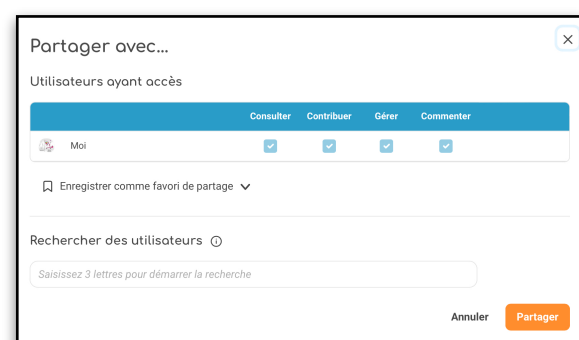 Partager avec...
Utilisateurs ayant accès
Consulter Contribuer Gérer Commenter
Moi
Enregistrer comme favori de partage
Rechercher des utilisateurs
Saisissez 3 lettres pour démarrer la recherche
Annuler Partager